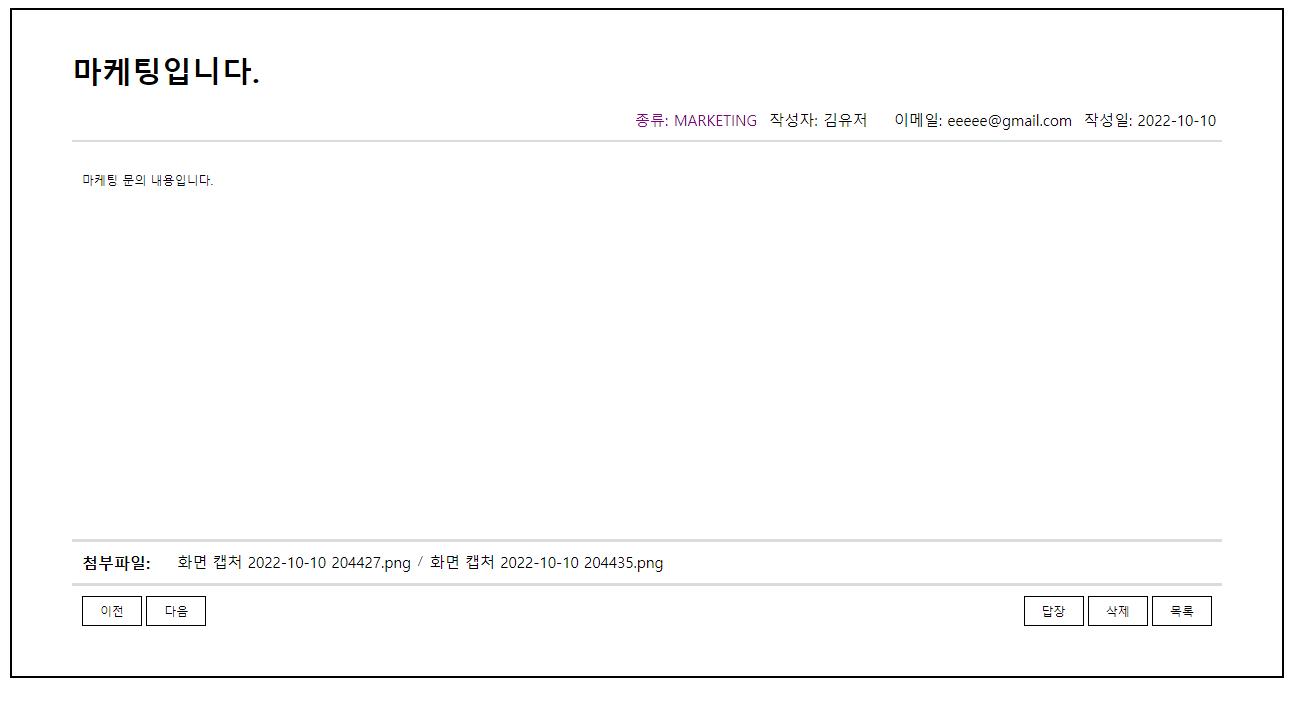 마케팅입니다.
종류: MARKETING 작성자: 김유저 이메일: eeeee@gmail.com 작성일: 2022-10-10
마케팅 문의 내용입니다.
첨부파일: 화면 캡처 2022-10-10 204427.png / 화면 캡처 2022-10-10 204435.png
이전 다음 답장 삭제 목록